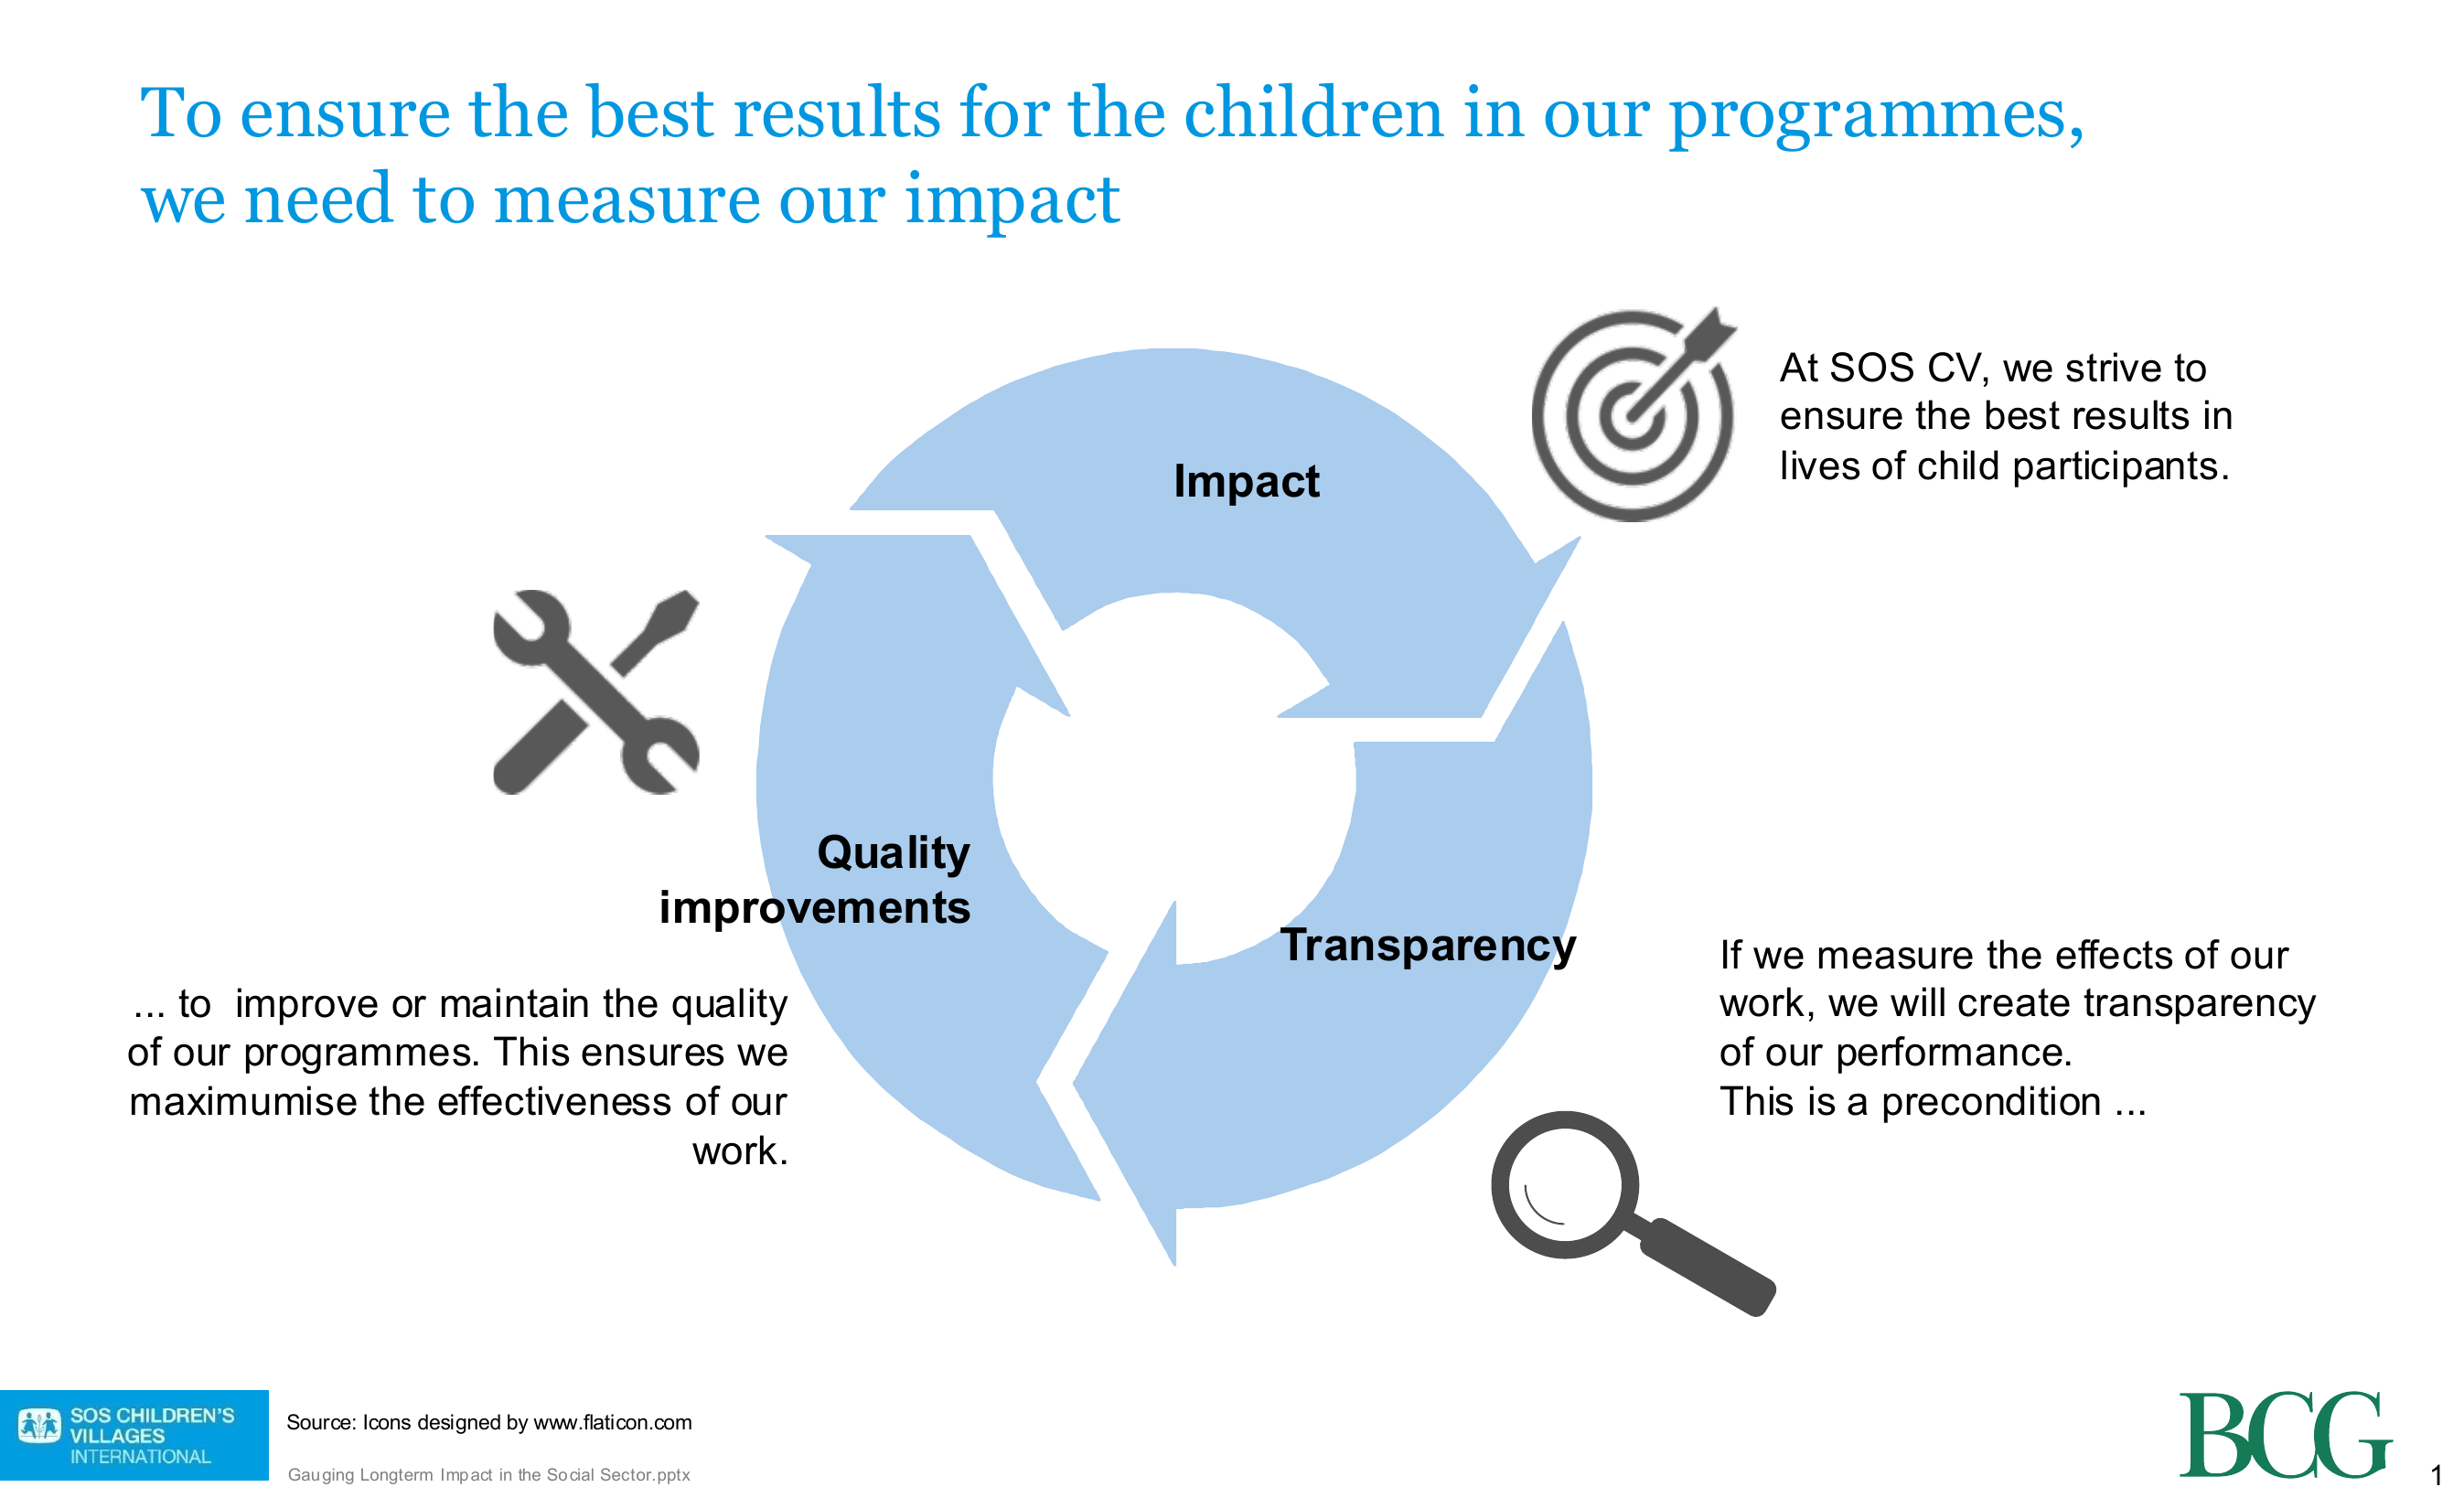 To ensure the best results for the children in our programmes,
we need to measure our impact
At SOS CV, we strive to
ensure the best results in
lives of child participants.
Impact
Quality
improvements
Transparency
If we measure the effects of our
work, we will create transparency
of our performance.
This is a precondition ...
... to  improve or maintain the quality
of our programmes. This ensures we
maximumise the effectiveness of our
work.
SOS CHILDREN'S
VILLAGES
INTERNATIONAL
Source: Icons designed by www.flaticon.com
Gauging Longterm Impact in the Social Sector.pptx
BCG
1